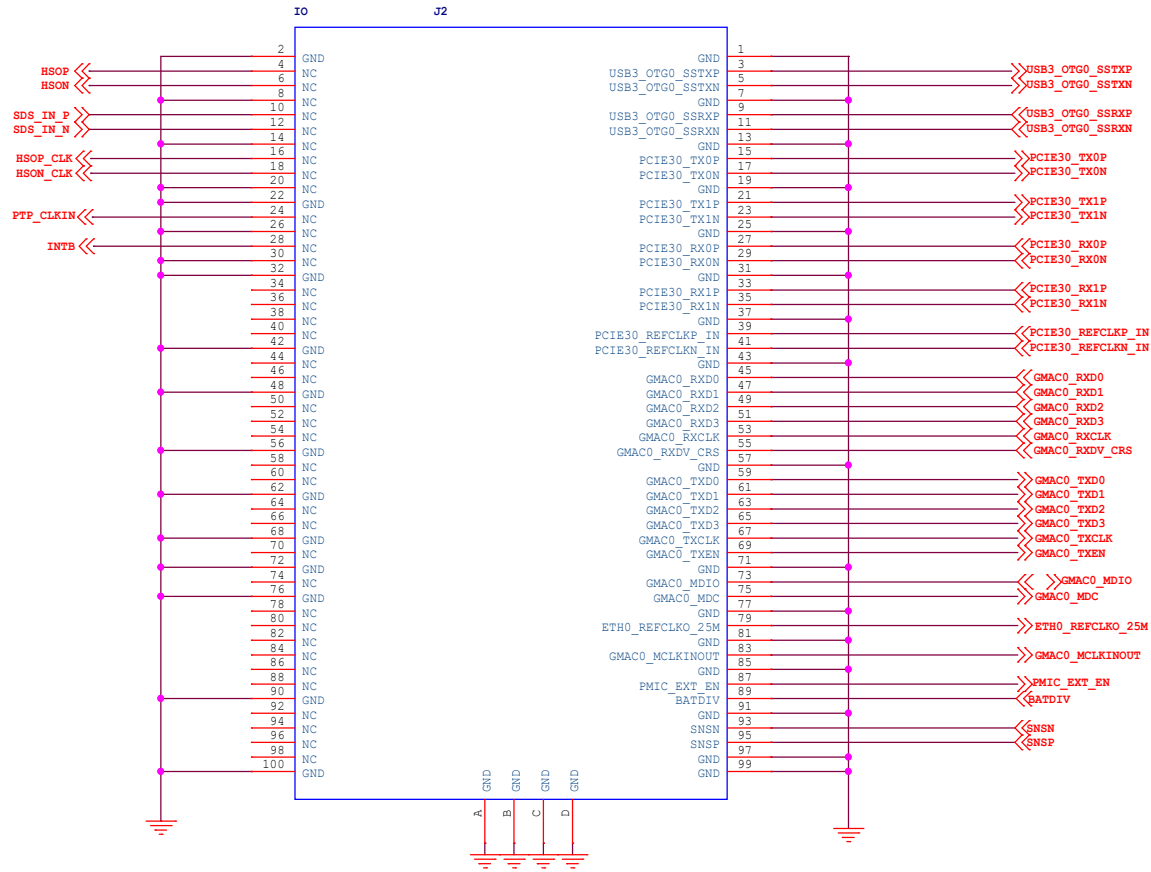 IO J2
2 GND GND 1
HSOP 4 NC USB3_OTG0_SSTXP 3 USB3_OTG0_SSTXP
HSON 6 NC USB3_OTG0_SSTXN 5 USB3_OTG0_SSTXN
8 NC GND 7
SDS_IN_P 10 NC USB3_OTG0_SSRXP 9 USB3_OTG0_SSRXP
SDS_IN_N 12 NC USB3_OTG0_SSRXN 11 USB3_OTG0_SSRXN
14 NC GND 13
HSOP_CLK 16 NC PCIE30_TX0P 15 PCIE30_TX0P
HSON_CLK 18 NC PCIE30_TX0N 17 PCIE30_TX0N
20 NC GND 19
22 GND PCIE30_TX1P 21 PCIE30_TX1P
PTP_CLKIN 24 NC PCIE30_TX1N 23 PCIE30_TX1N
26 NC GND 25
INTB 28 NC PCIE30_RX0P 27 PCIE30_RX0P
30 NC PCIE30_RX0N 29 PCIE30_RX0N
32 GND GND 31
34 NC PCIE30_RX1P 33 PCIE30_RX1P
36 NC PCIE30_RX1N 35 PCIE30_RX1N
38 NC GND 37
40 NC PCIE30_REFCLKP_IN 39 PCIE30_REFCLKP_IN
42 GND PCIE30_REFCLKN_IN 41 PCIE30_REFCLKN_IN
44 NC GND 43
46 NC GMAC0_RXD0 45 GMAC0_RXD0
48 GND GMAC0_RXD1 47 GMAC0_RXD1
50 NC GMAC0_RXD2 49 GMAC0_RXD2
52 NC GMAC0_RXD3 51 GMAC0_RXD3
54 NC GMAC0_RXCLK 53 GMAC0_RXCLK
56 GND GMAC0_RXDV_CRS 55 GMAC0_RXDV_CRS
58 NC GND 57
60 NC GMAC0_TXD0 59 GMAC0_TXD0
62 GND GMAC0_TXD1 61 GMAC0_TXD1
64 NC GMAC0_TXD2 63 GMAC0_TXD2
66 NC GMAC0_TXD3 65 GMAC0_TXD3
68 GND GMAC0_TXCLK 67 GMAC0_TXCLK
70 NC GMAC0_TXEN 69 GMAC0_TXEN
72 GND GND 71
74 NC GMAC0_MDIO 73 GMAC0_MDIO
76 GND GMAC0_MDC 75 GMAC0_MDC
78 NC GND 77
80 NC ETH0_REFCLKO_25M 79 ETH0_REFCLKO_25M
82 NC GND 81
84 NC GMAC0_MCLKINOUT 83 GMAC0_MCLKINOUT
86 NC GND 85
88 NC PMIC_EXT_EN 87 PMIC_EXT_EN
90 GND BATDIV 89 BATDIV
92 NC GND 91
94 NC SNSN 93 SNSN
96 NC SNSP 95 SNSP
98 NC GND 97
100 GND GND 99
GND GND GND GND
A B C D